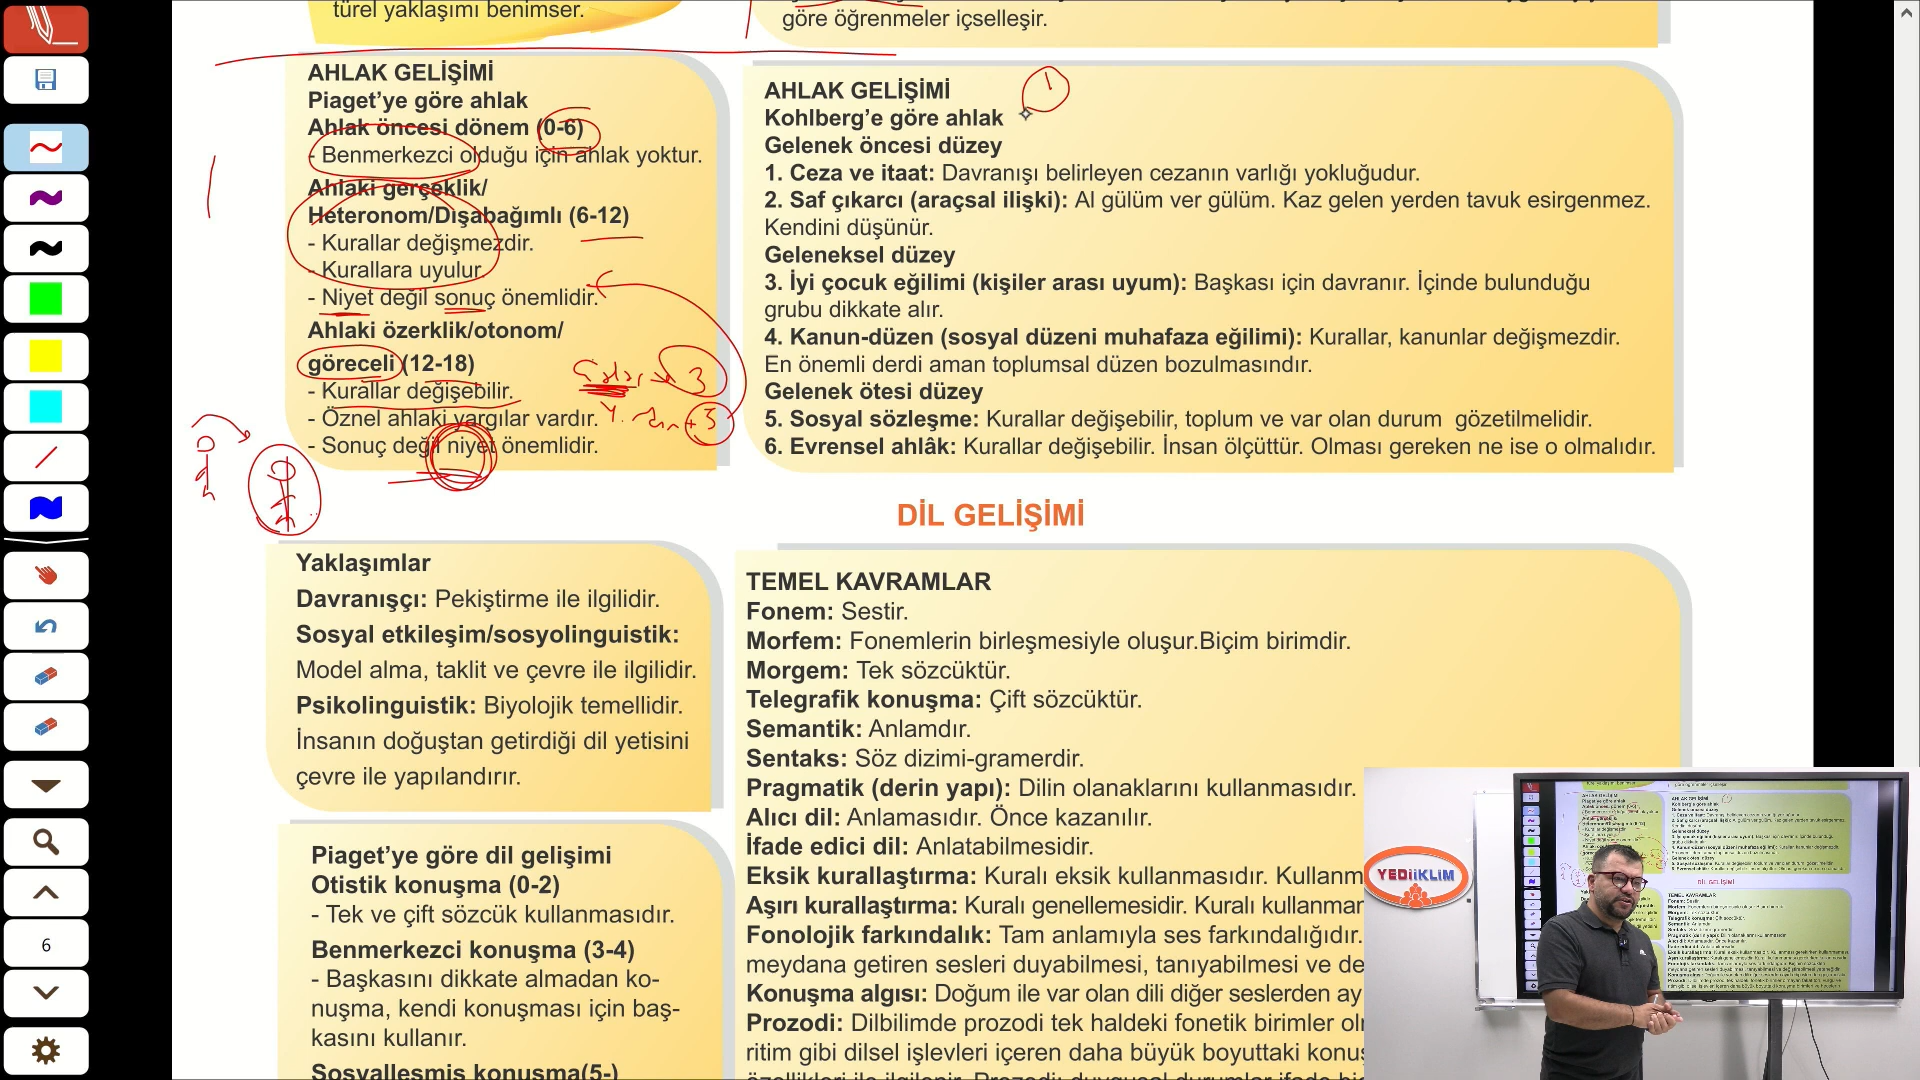 türel yaklaşımı benimser.
göre öğrenmeler içselleşir.
AHLAK GELİŞİMİ
Piaget’ye göre ahlak
Ahlak öncesi dönem (0-6)
- Benmerkezci olduğu için ahlak yoktur.
Ahlaki gerçeklik/
Heteronom/Dışabağımlı (6-12)
- Kurallar değişmezdir.
- Kurallara uyulur
- Niyet değil sonuç önemlidir.
Ahlaki özerklik/otonom/
göreceli (12-18)
- Kurallar değişebilir.
- Öznel ahlaki yargılar vardır.
- Sonuç değil niyet önemlidir.
3
+3
AHLAK GELİŞİMİ
1
Kohlberg’e göre ahlak
Gelenek öncesi düzey
1. Ceza ve itaat: Davranışı belirleyen cezanın varlığı yokluğudur.
2. Saf çıkarcı (araçsal ilişki): Al gülüm ver gülüm. Kaz gelen yerden tavuk esirgenmez.
Kendini düşünür.
Geleneksel düzey
3. İyi çocuk eğilimi (kişiler arası uyum): Başkası için davranır. İçinde bulunduğu
grubu dikkate alır.
4. Kanun-düzen (sosyal düzeni muhafaza eğilimi): Kurallar, kanunlar değişmezdir.
En önemli derdi aman toplumsal düzen bozulmasındır.
Gelenek ötesi düzey
5. Sosyal sözleşme: Kurallar değişebilir, toplum ve var olan durum gözetilmelidir.
6. Evrensel ahlâk: Kurallar değişebilir. İnsan ölçüttür. Olması gereken ne ise o olmalıdır.
DİL GELİŞİMİ
Yaklaşımlar
Davranışçı: Pekiştirme ile ilgilidir.
Sosyal etkileşim/sosyolinguistik:
Model alma, taklit ve çevre ile ilgilidir.
Psikolinguistik: Biyolojik temellidir.
İnsanın doğuştan getirdiği dil yetisini
çevre ile yapılandırır.
Piaget’ye göre dil gelişimi
Otistik konuşma (0-2)
- Tek ve çift sözcük kullanmasıdır.
Benmerkezci konuşma (3-4)
- Başkasını dikkate almadan ko-
nuşma, kendi konuşması için baş-
kasını kullanır.
Sosyalleşmiş konuşma(5-)
TEMEL KAVRAMLAR
Fonem: Sestir.
Morfem: Fonemlerin birleşmesiyle oluşur.Biçim birimdir.
Morgem: Tek sözcüktür.
Telegrafik konuşma: Çift sözcüktür.
Semantik: Anlamdır.
Sentaks: Söz dizimi-gramerdir.
Pragmatik (derin yapı): Dilin olanaklarını kullanmasıdır.
Alıcı dil: Anlamasıdır. Önce kazanılır.
İfade edici dil: Anlatabilmesidir.
Eksik kurallaştırma: Kuralı eksik kullanmasıdır. Kullanm
Aşırı kurallaştırma: Kuralı genellemesidir. Kuralı kullanmar
Fonolojik farkındalık: Tam anlamıyla ses farkındalığıdır.
meydana getiren sesleri duyabilmesi, tanıyabilmesi ve de
Konuşma algısı: Doğum ile var olan dili diğer seslerden ay
Prozodi: Dilbilimde prozodi tek haldeki fonetik birimler olı
ritim gibi dilsel işlevleri içeren daha büyük boyuttaki konuş
6
YEDİİKLİM